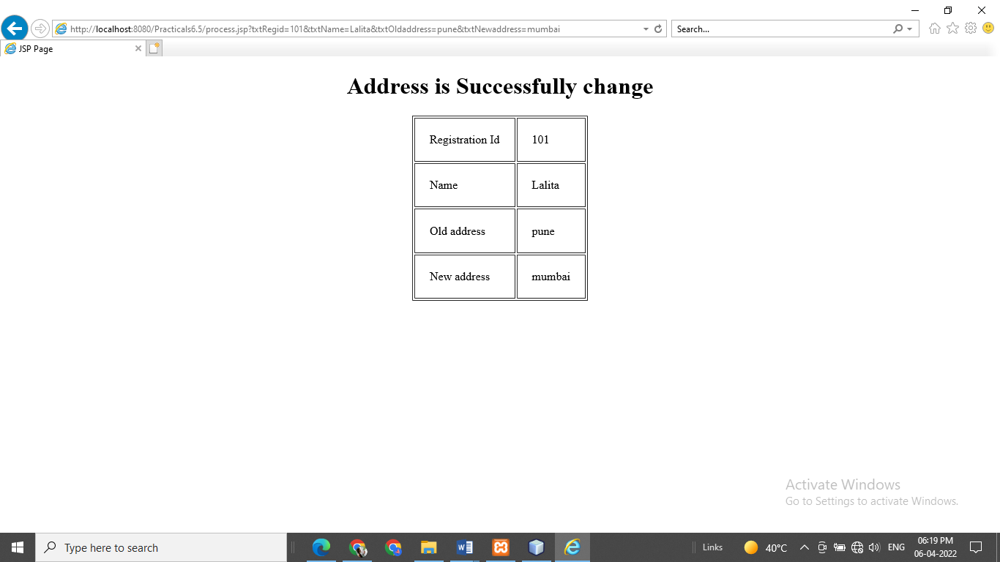 http://localhost:8080/Practicals6.5/process.jsp?txtRegid=101&txtName=Lalita&txtOldaddress=pune&txtNewaddress=mumbai
Search...
JSP Page
Address is Successfully change
Registration Id 101
Name Lalita
Old address pune
New address mumbai
Activate Windows
Go to Settings to activate Windows.
Type here to search
Links
40°C
ENG
06:19 PM
06-04-2022